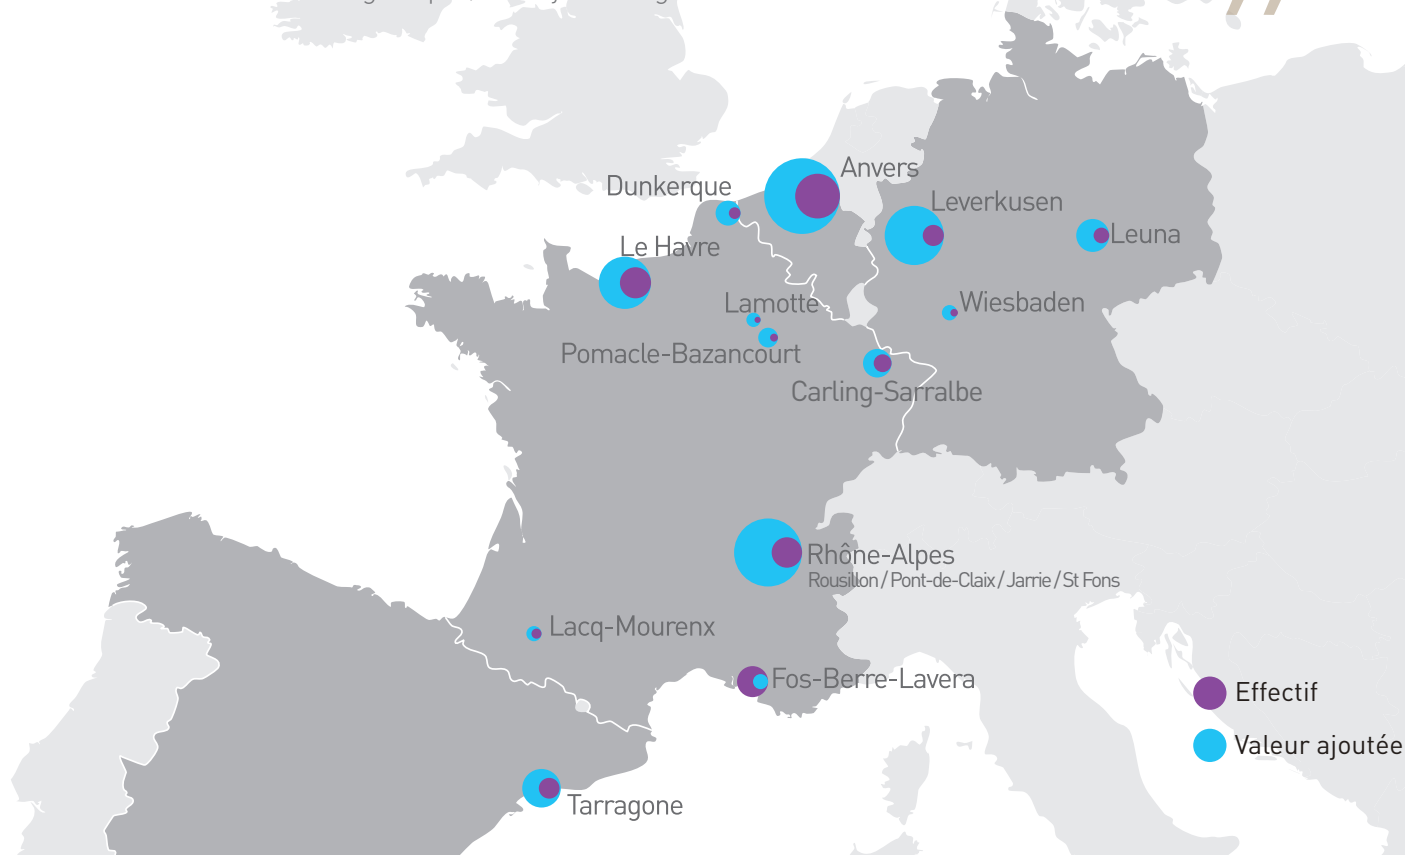 Anvers
Dunkerque
Leverkusen
Leuna
Le Havre
Lamotte
Wiesbaden
Pomacle-Bazancourt
Carling-Sarralbe
Rhône-Alpes
Rousillon / Pont-de-Claix / Jarrie / St Fons
Lacq-Mourenx
Fos-Berre-Lavera
Effectif
Valeur ajoutée
Tarragone